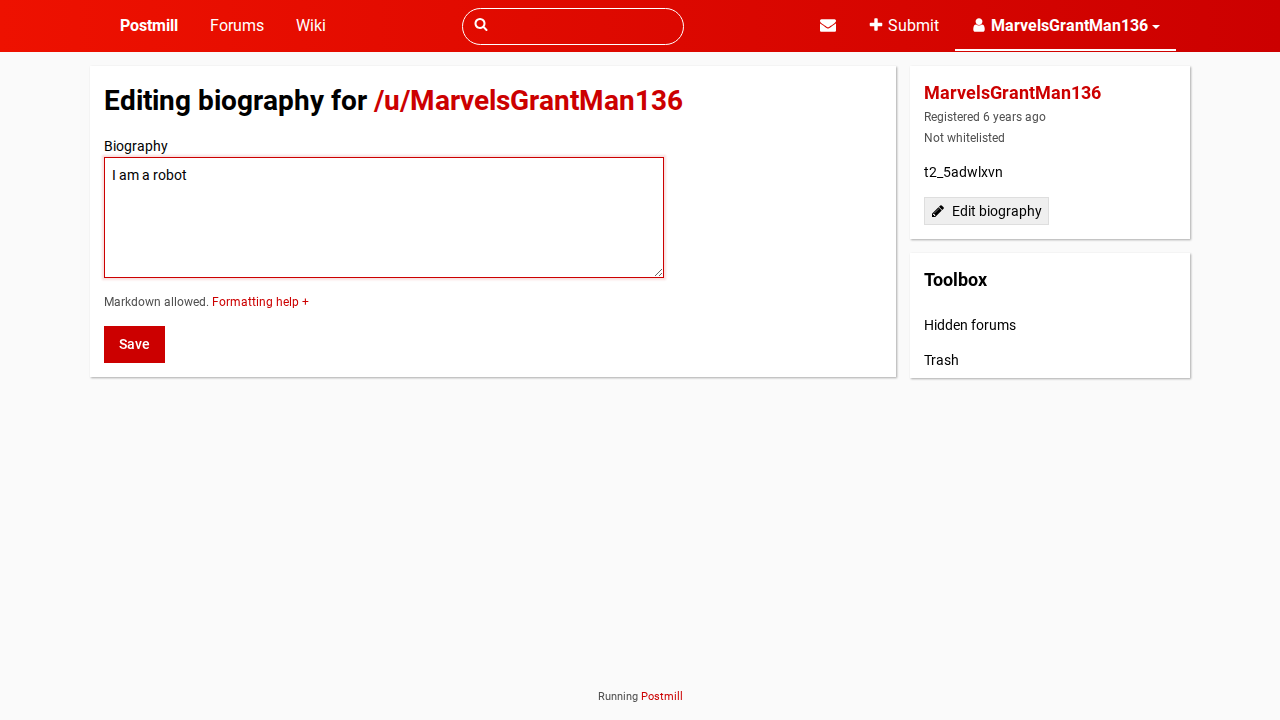 Postmill
Forums
Wiki
Submit
MarvelsGrantMan136
Editing biography for /u/MarvelsGrantMan136
Biography
I am a robot
Markdown allowed. Formatting help +
Save
MarvelsGrantMan136
Registered 6 years ago
Not whitelisted
t2_5adwlxvn
Edit biography
Toolbox
Hidden forums
Trash
Running Postmill